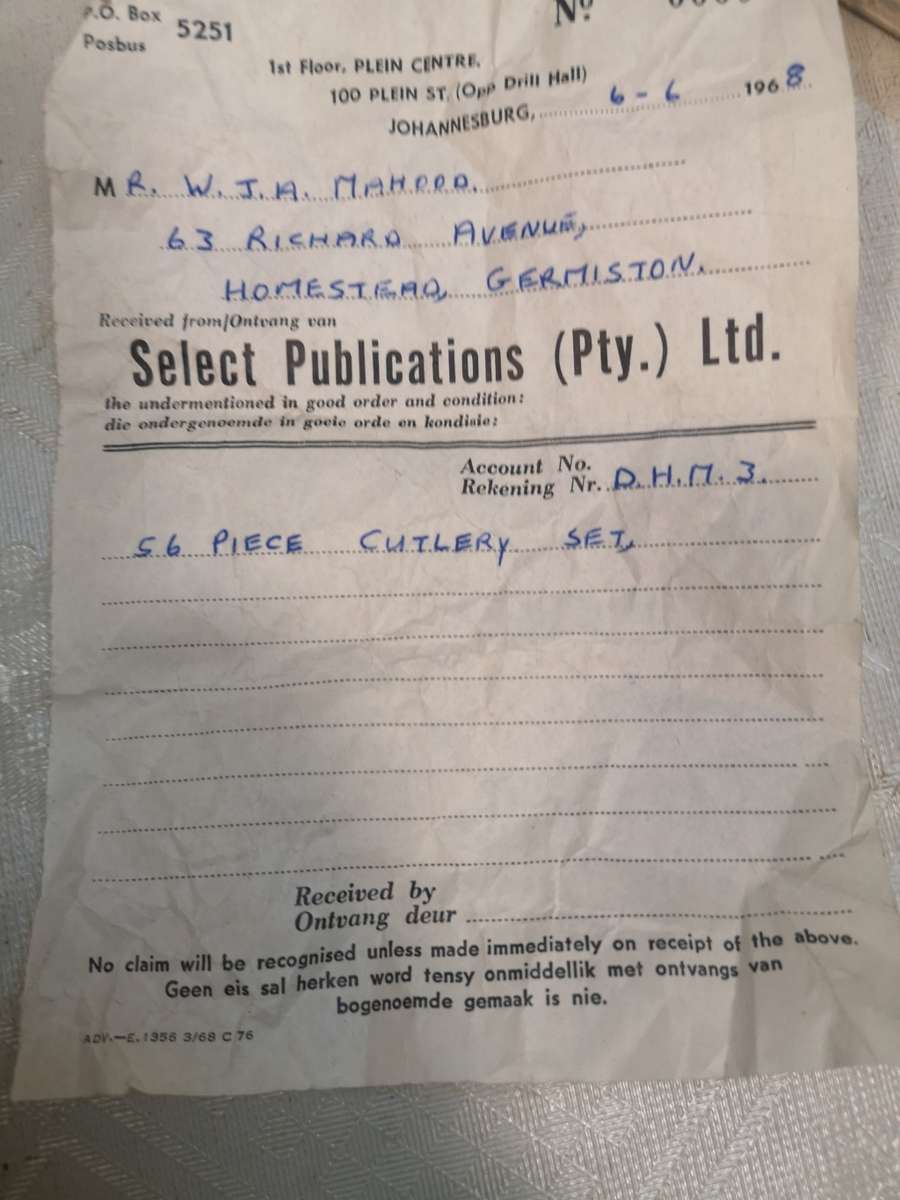 P.O. Box
Posbus 5251
Nº
1st Floor, PLEIN CENTRE,
100 PLEIN ST. (Opp Drill Hall)
JOHANNESBURG, 6 - 6 1968
MR. W.J.A. MAHOOD.
63 RICHARD AVENUE,
HOMESTEAD, GERMISTON.
Received from/Ontvang van
Select Publications (Pty.) Ltd.
the undermentioned in good order and condition:
die ondergenoemde in goeie orde en kondisie:
Account No.
Rekening Nr. D.H.M. 3.
56 PIECE CUTLERY SET,
Received by
Ontvang deur
No claim will be recognised unless made immediately on receipt of the above.
Geen eis sal herken word tensy onmiddellik met ontvangs van
bogenoemde gemaak is nie.
ADV.—E. 1356 3/68 C 76